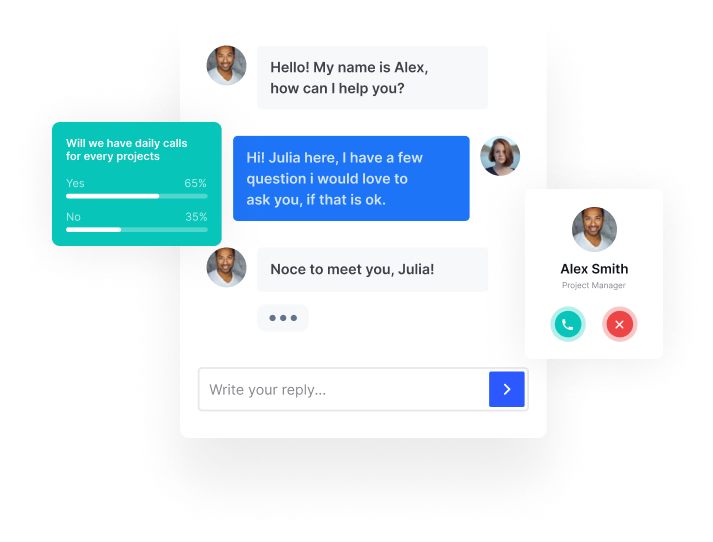 Hello! My name is Alex,
how can I help you?
Will we have daily calls
for every projects
Yes 65%
No 35%
Hi! Julia here, I have a few
question i would love to
ask you, if that is ok.
Noce to meet you, Julia!
Alex Smith
Project Manager
Write your reply...